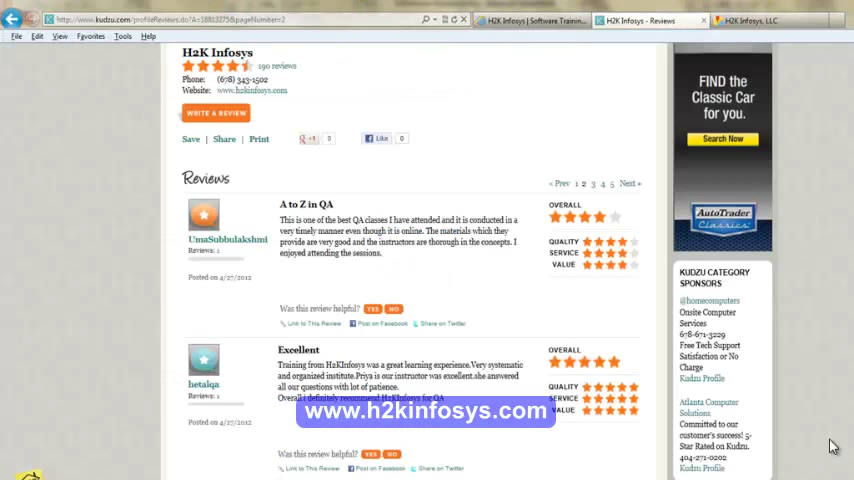 http://www.kudzu.com/profileReviews.do?A=18813275&pageNumber=2
H2K Infosys | Software Trainin...
H2K Infosys - Reviews
H2K Infosys, LLC
File Edit View Favorites Tools Help
H2K Infosys
190 reviews
Phone: (678) 343-1502
Website: www.h2kinfosys.com
WRITE A REVIEW
Save | Share | Print
+1 0
Like 0
Reviews
« Prev 1 2 3 4 5 Next »
A to Z in QA
This is one of the best QA classes I have attended and it is conducted in a
very timely manner even though it is online. The materials which they
provide are very good and the instructors are thorough in the concepts. I
enjoyed attending the sessions.
UmaSubbulakshmi
Reviews: 1
Posted on 4/27/2012
OVERALL
QUALITY
SERVICE
VALUE
Was this review helpful? YES NO
Link to This Review Post on Facebook Share on Twitter
Excellent
Training from H2KInfosys was a great learning experience.Very systematic
and organized institute.Priya is our instructor was excellent.she answered
all our questions with lot of patience.
Overall i definitely recommend H2KInfosys for QA
hetalqa
Reviews: 1
Posted on 4/27/2012
OVERALL
QUALITY
SERVICE
VALUE
www.h2kinfosys.com
Was this review helpful? YES NO
Link to This Review Post on Facebook Share on Twitter
FIND the
Classic Car
for you.
Search Now
AutoTrader
Classics
KUDZU CATEGORY
SPONSORS
@homecomputers
Onsite Computer
Services
678-671-3229
Free Tech Support
Satisfaction or No
Charge
Kudzu Profile
Atlanta Computer
Solutions
Committed to our
customer's success! 5-
Star Rated on Kudzu.
404-271-0202
Kudzu Profile